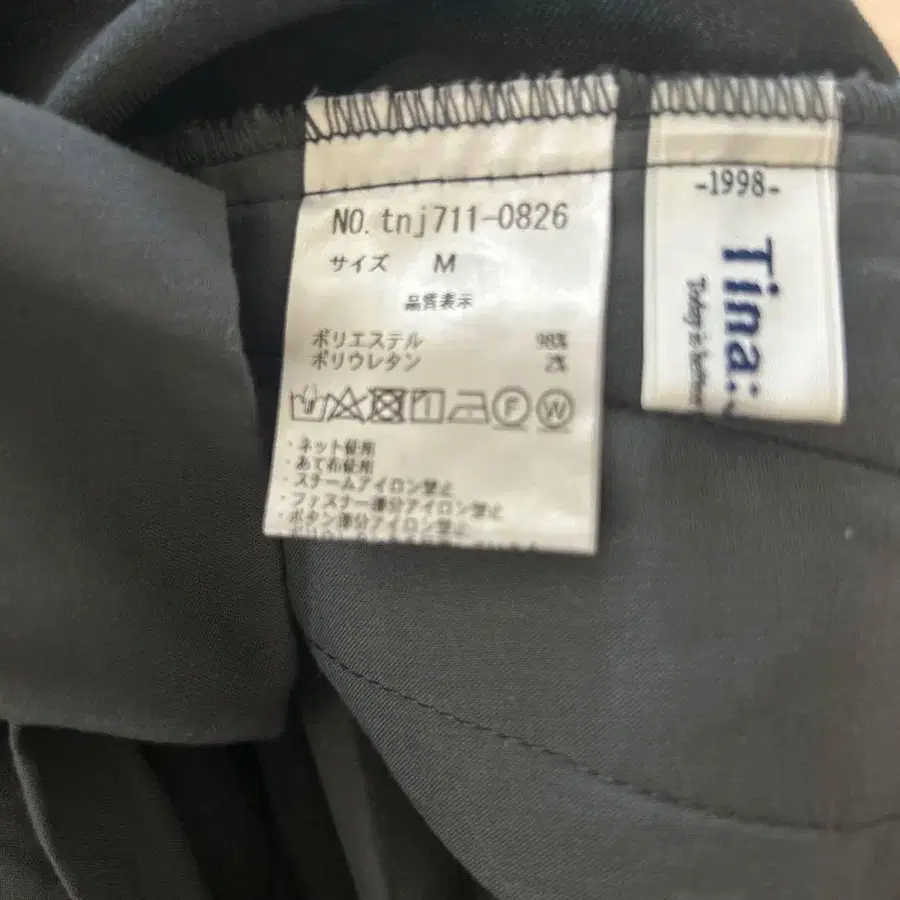 NO. tnj711-0826
サイズ M
品質表示
ポリエステル 98%
ポリウレタン 2%
F W
・ネット使用
・あて布使用
・スチームアイロン禁止
・ファスナー部分アイロン禁止
・ボタン部分アイロン禁止
-1998-
Tina:
Today is